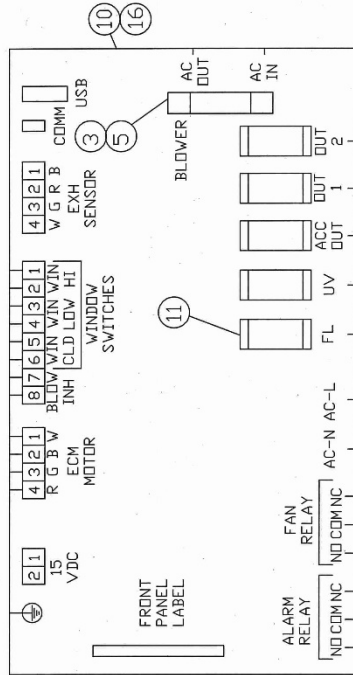 10
16
2 1
15
VDC
4 3 2 1
R G B W
ECM
MOTOR
8 7 6 5 4 3 2 1
BLOW WIN WIN WIN
INH CLD LOW HI
WINDOW
SWITCHES
4 3 2 1
W G R B
EXH
SENSOR
COMM
USB
3
5
FRONT
PANEL
LABEL
11
BLOWER
AC
OUT
AC
IN
ALARM
RELAY
NO COM NC
FAN
RELAY
NO COM NC
AC-N AC-L
FL
UV
ACC
OUT
OUT
1
OUT
2